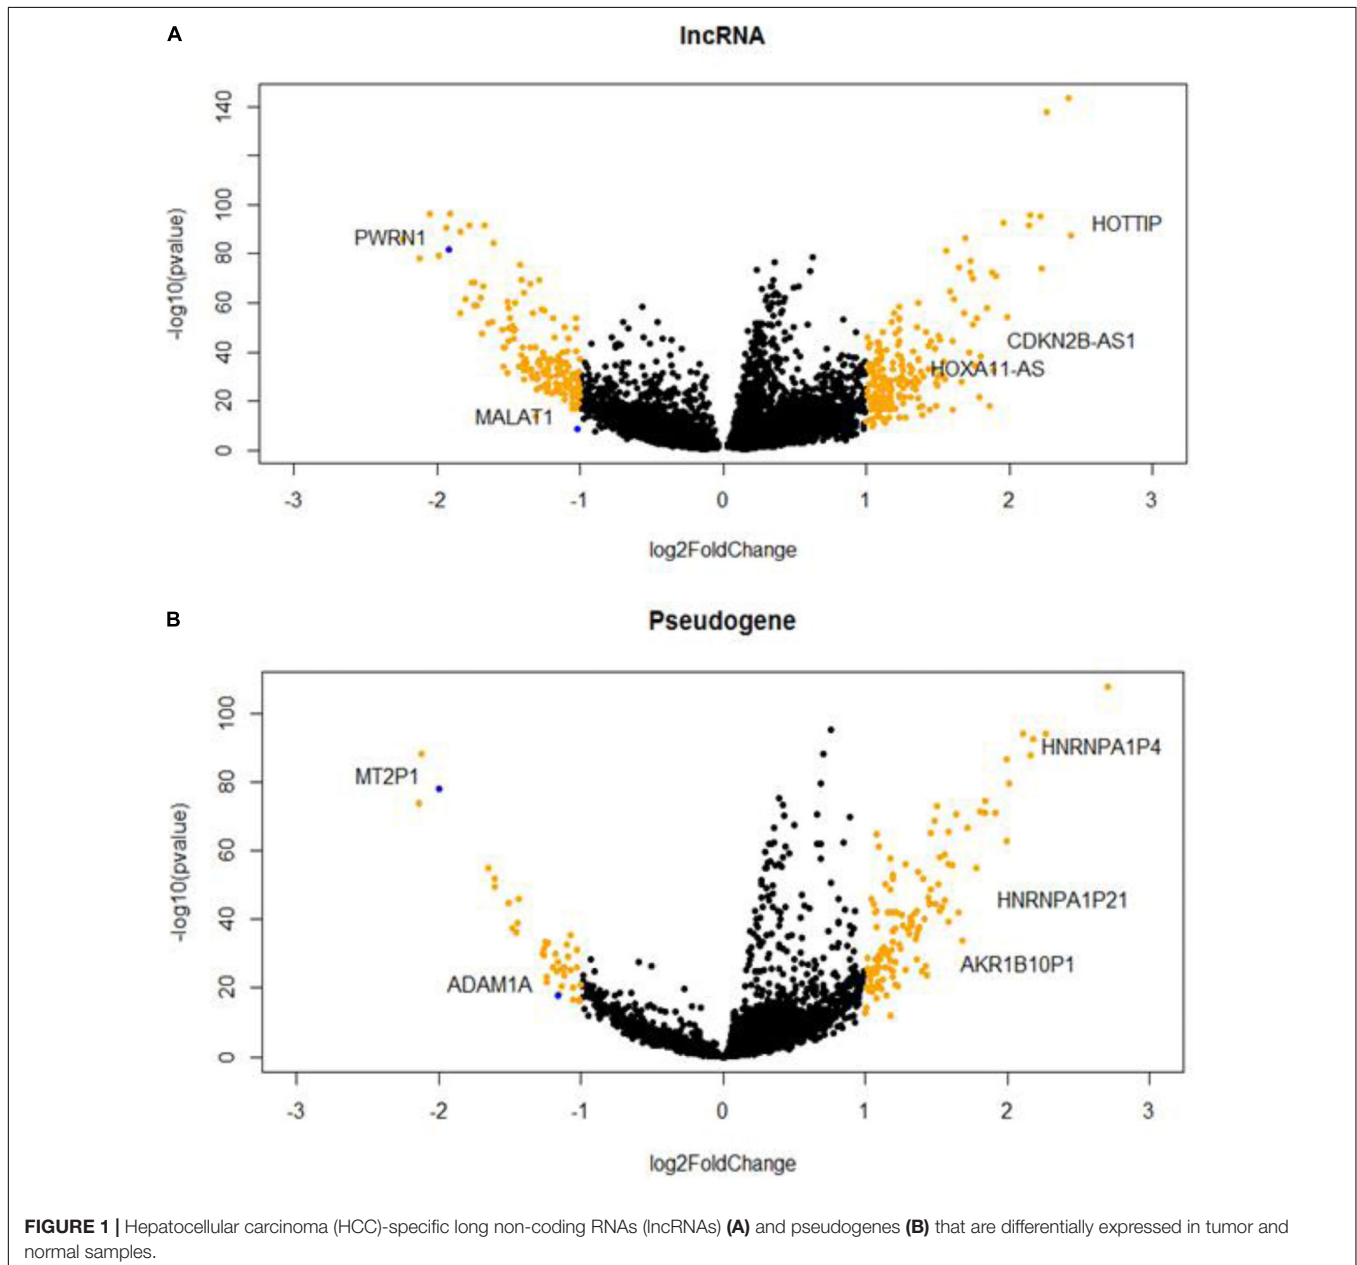 A
lncRNA
140
100
80
60
40
20
0
-log10(pvalue)
PWRN1
HOTTIP
CDKN2B-AS1
HOXA11-AS
MALAT1
-3 -2 -1 0 1 2 3
log2FoldChange
B
Pseudogene
100
80
60
40
20
0
-log10(pvalue)
HNRNPA1P4
MT2P1
HNRNPA1P21
AKR1B10P1
ADAM1A
-3 -2 -1 0 1 2 3
log2FoldChange
FIGURE 1 | Hepatocellular carcinoma (HCC)-specific long non-coding RNAs (lncRNAs) (A) and pseudogenes (B) that are differentially expressed in tumor and
normal samples.